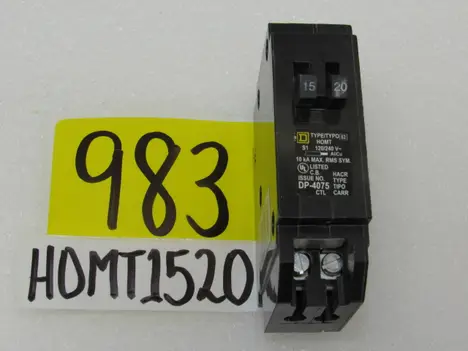 983
HOMT1520
15 20
D TYPE/TYPO
HOMT
120/240 V~
10 kA MAX. RMS SYM.
UL LISTED
C.B. HACR
ISSUE NO. TYPE
DP-4075 TIPO
CTL CARR